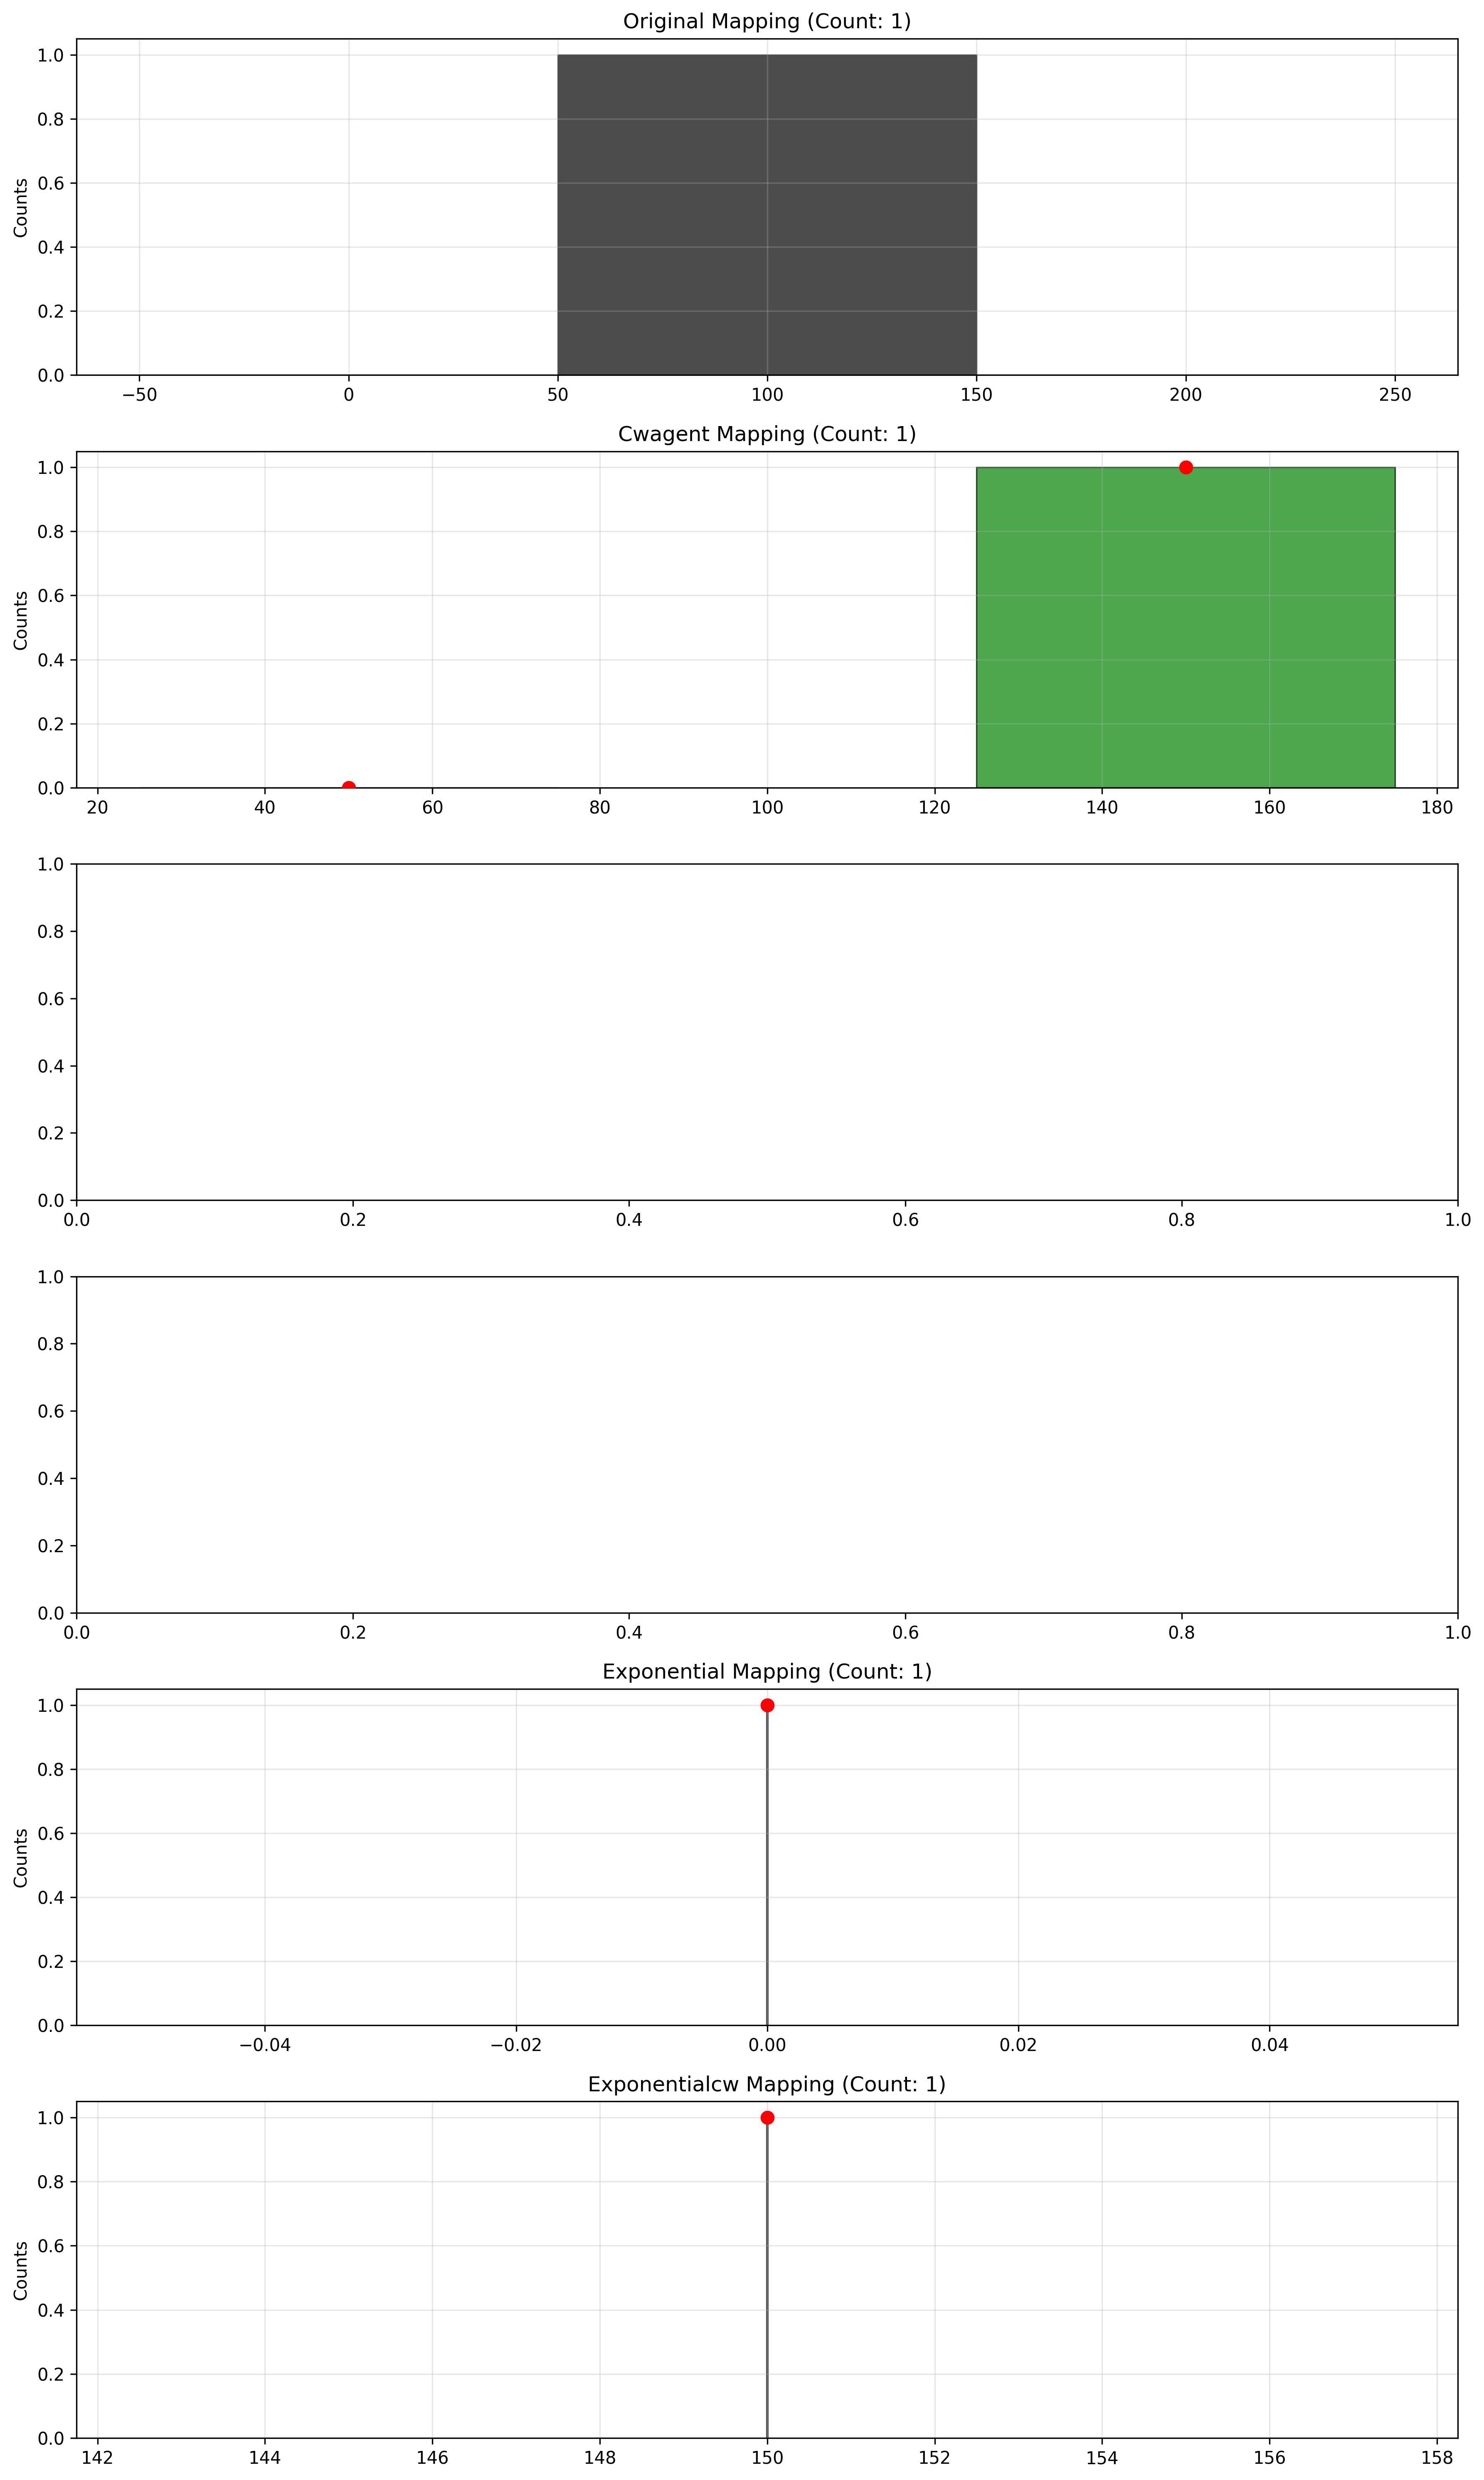 Original Mapping (Count: 1)
1.0
0.8
0.6
0.4
0.2
0.0
Counts
−50 0 50 100 150 200 250
Cwagent Mapping (Count: 1)
1.0
0.8
0.6
0.4
0.2
0.0
Counts
20 40 60 80 100 120 140 160 180
1.0
0.8
0.6
0.4
0.2
0.0
0.0 0.2 0.4 0.6 0.8 1.0
1.0
0.8
0.6
0.4
0.2
0.0
0.0 0.2 0.4 0.6 0.8 1.0
Exponential Mapping (Count: 1)
1.0
0.8
0.6
0.4
0.2
0.0
Counts
−0.04 −0.02 0.00 0.02 0.04
Exponentialcw Mapping (Count: 1)
1.0
0.8
0.6
0.4
0.2
0.0
Counts
142 144 146 148 150 152 154 156 158